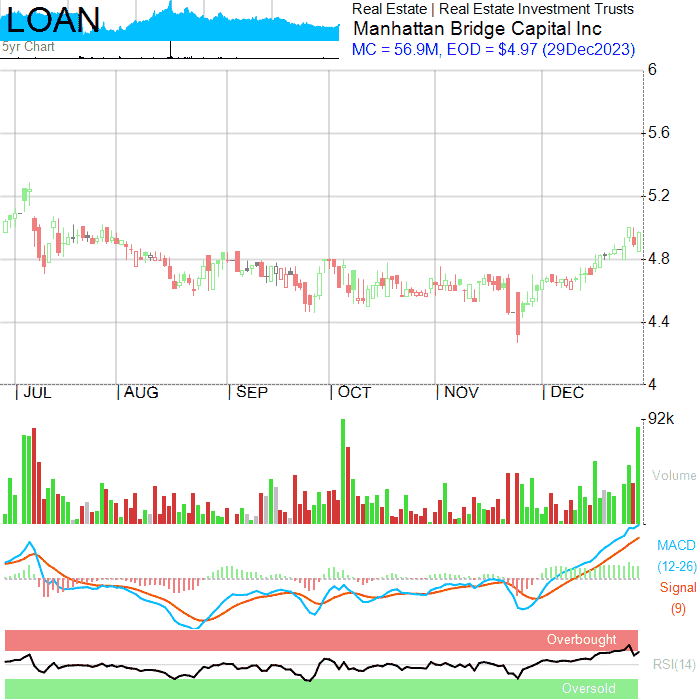 LOAN
5yr Chart
Real Estate | Real Estate Investment Trusts
Manhattan Bridge Capital Inc
MC = 56.9M, EOD = $4.97 (29Dec2023)
6
5.6
5.2
4.8
4.4
4
JUL AUG SEP OCT NOV DEC
92k
Volume
MACD
(12-26)
Signal
(9)
Overbought
RSI(14)
Oversold